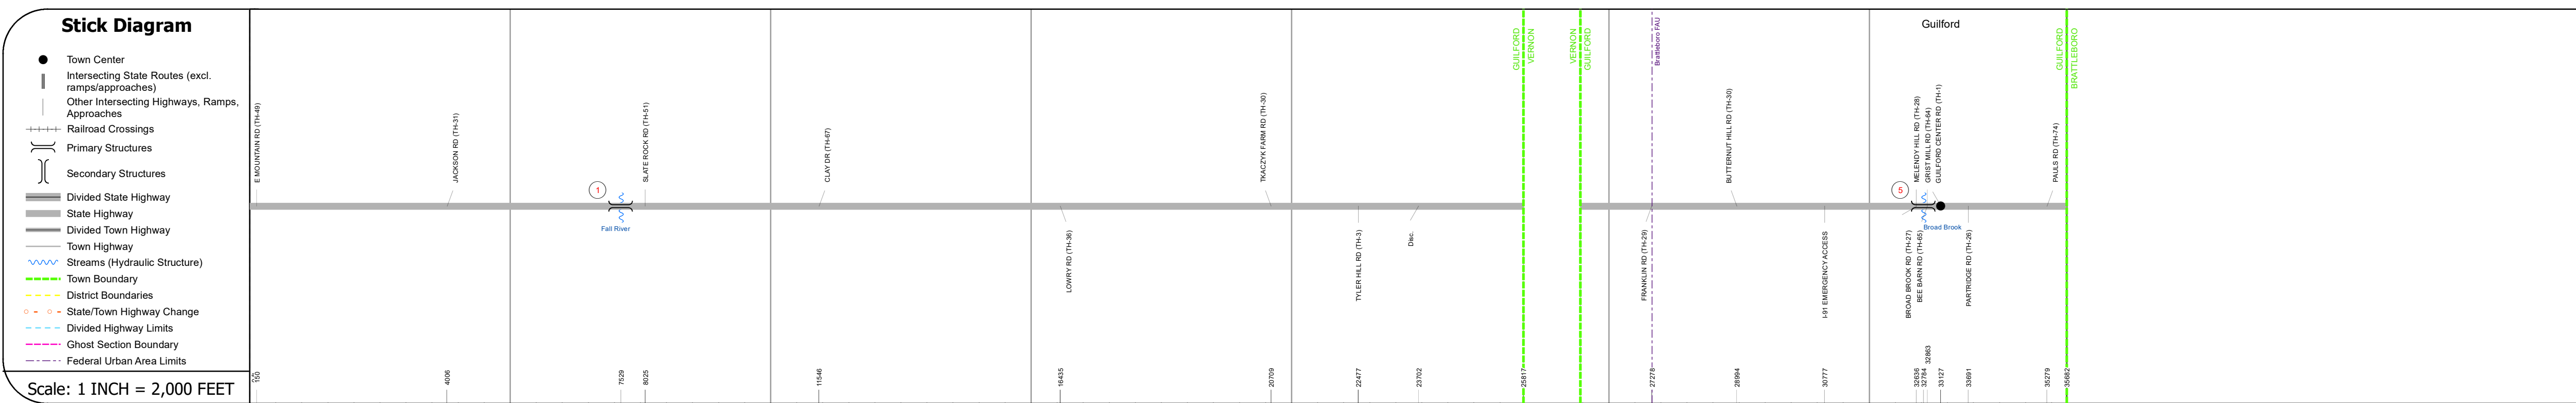 Stick Diagram
Town Center
Intersecting State Routes (excl.
ramps/approaches)
Other Intersecting Highways, Ramps,
Approaches
Railroad Crossings
Primary Structures
Secondary Structures
Divided State Highway
State Highway
Divided Town Highway
Town Highway
Streams (Hydraulic Structure)
Town Boundary
District Boundaries
State/Town Highway Change
Divided Highway Limits
Ghost Section Boundary
Federal Urban Area Limits
Scale: 1 INCH = 2,000 FEET
Guilford
GUILFORD
VERNON
VERNON
GUILFORD
Brattleboro FAU
GUILFORD
BRATTLEBORO
E MOUNTAIN RD (TH-49)
JACKSON RD (TH-31)
SLATE ROCK RD (TH-51)
CLAY DR (TH-67)
TKACZYK FARM RD (TH-30)
BUTTERNUT HILL RD (TH-30)
MELENDY HILL RD (TH-28)
GRIST MILL RD (TH-64)
GUILFORD CENTER RD (TH-1)
PAULS RD (TH-74)
1
5
Fall River
Broad Brook
LOWRY RD (TH-36)
TYLER HILL RD (TH-3)
Disc.
FRANKLIN RD (TH-29)
I-91 EMERGENCY ACCESS
BROAD BROOK RD (TH-27)
BEE BARN RD (TH-65)
PARTRIDGE RD (TH-26)
150
4006
7529
8025
11546
16435
20709
22477
23702
25817
27278
28994
30777
32636
32784
32863
33127
33691
35279
35682